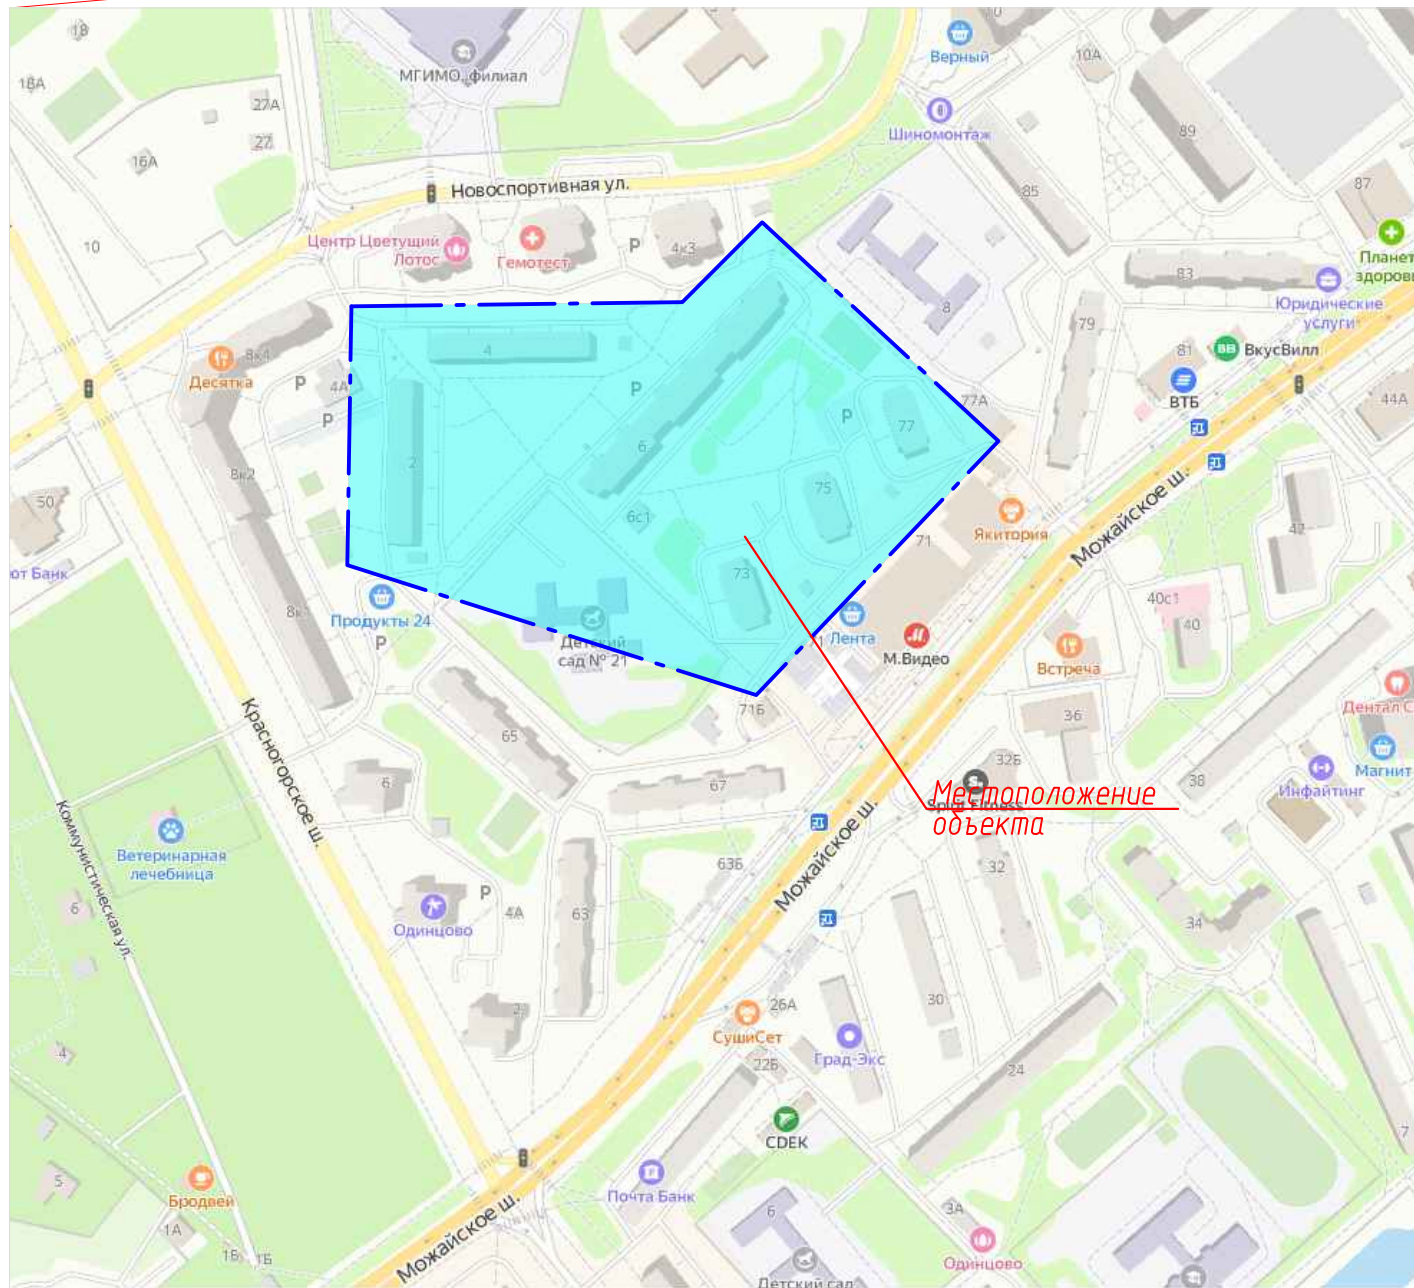 18
18А
27А
27
16А
10
МГИМО, филиал
Верный
10А
Шиномонтаж
89
85
87
Новоспортивная ул.
Центр Цветущий
Лотос
Гемотест
P
4к3
8
83
Планет
здоровь
Юридические
услуги
79
81
ВкусВилл
ВТБ
44А
8к4
Десятка
P
4А
P
4
P
2
6
P
77
77А
8к2
50
75
6с1
71
Якитория
Можайское ш.
42
от Банк
73
40с1
40
8к
Продукты 24
P
Детский
сад № 21
Лента
М.Видео
Встреча
Дентал С
71Б
36
65
Красногорское ш.
6
67
32Б
Spirit Fitness
Местоположение
объекта
38
Инфайтинг
Магнит
Коммунистическая ул.
Ветеринарная
лечебница
Можайское ш.
63Б
32
6
P
4А
63
Одинцово
34
30
26А
СушиСет
22Б
Град-Экс
24
4
CDEK
7
5
Бродвей
Почта Банк
1А
1Б
1Б
Можайское ш.
6
3А
Одинцово
Детский сад